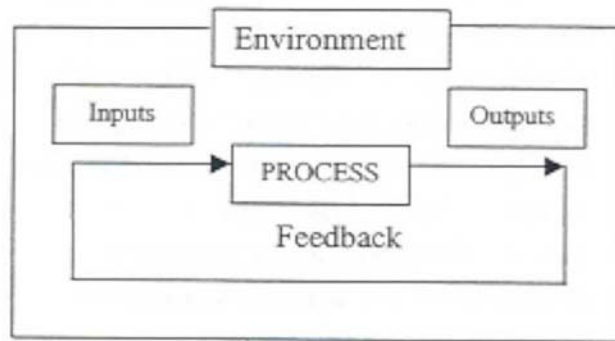 Environment
Inputs
Outputs
PROCESS
Feedback